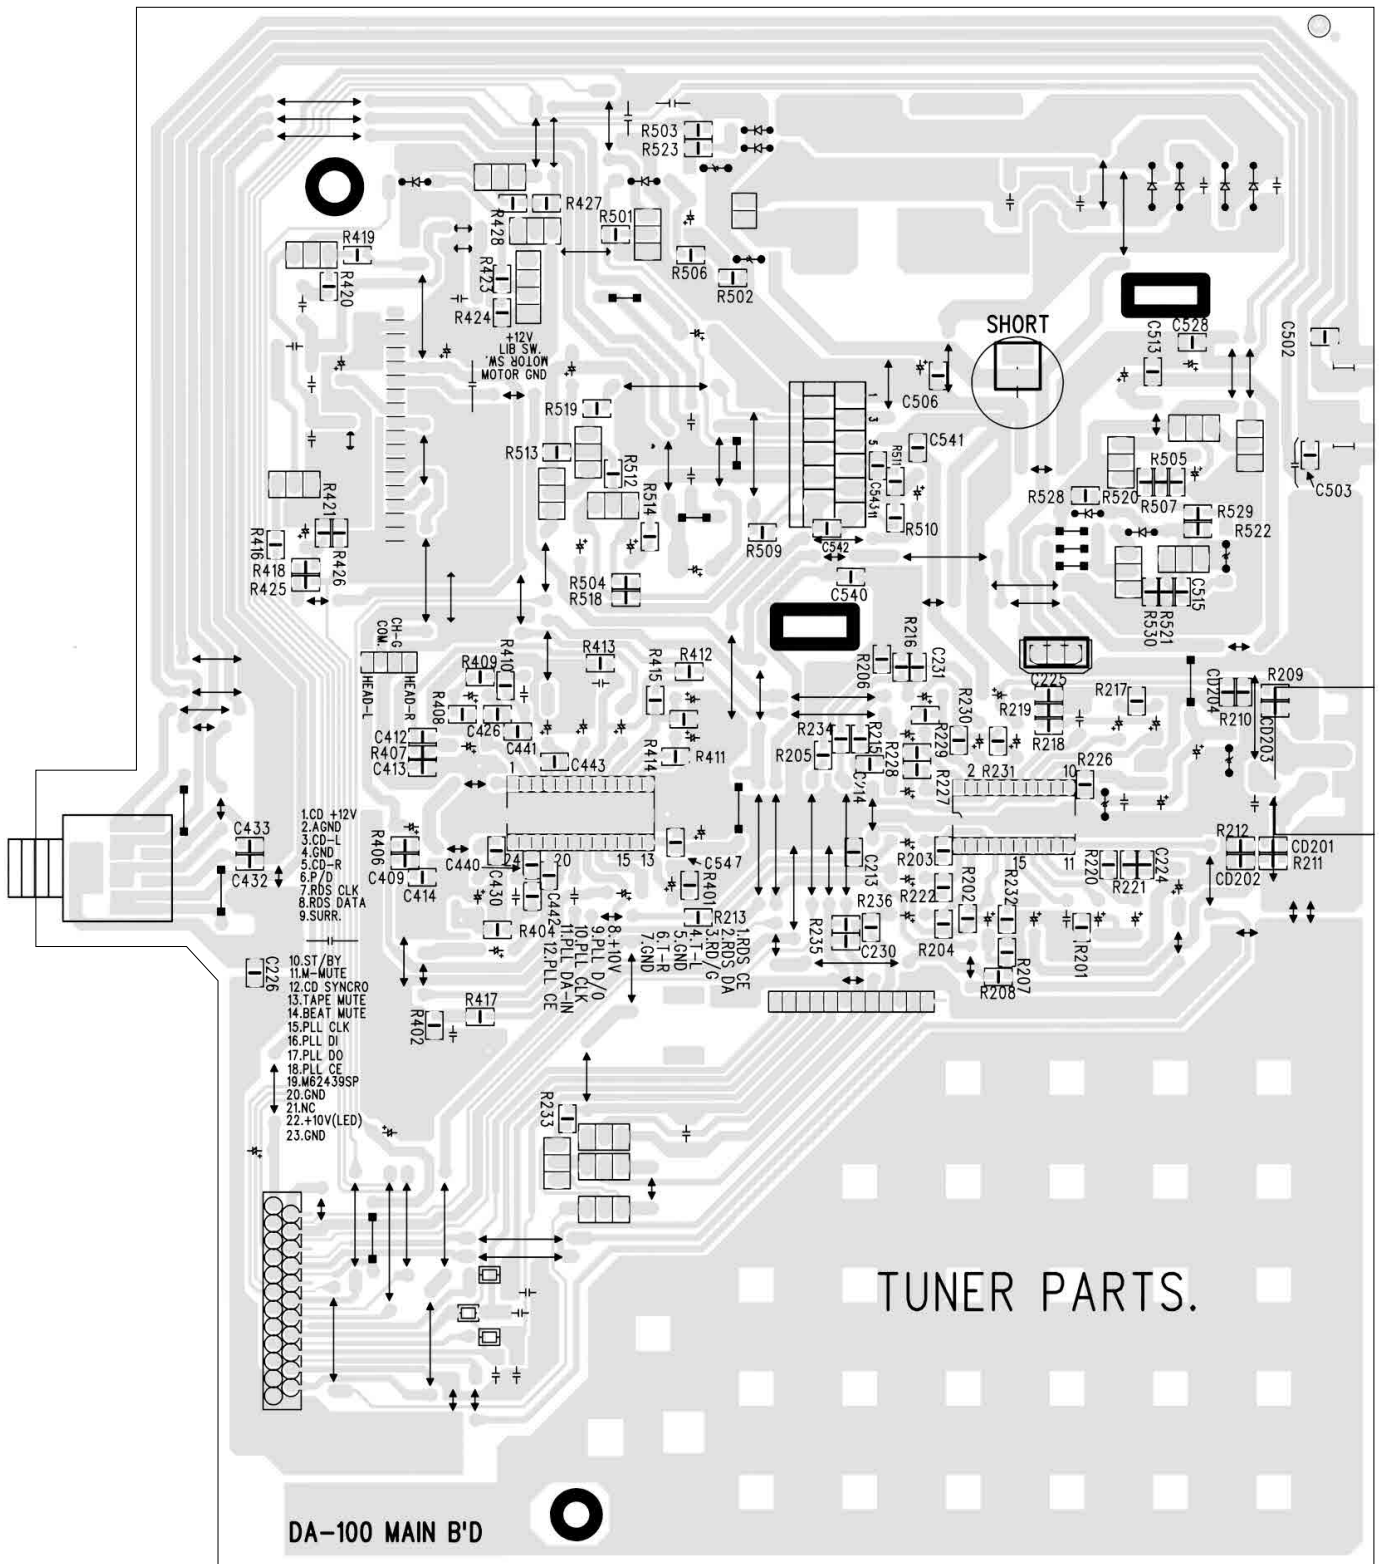 R503
R523
R427
R428
R501
R419
R506
R420
R423
R502
R424
SHORT
+12V
LIB SW.
MOTOR SW.
MOTOR GND
C513
C528
C502
C506
R519
1
3
5
11
R513
R512
R511
C541
C543
R505
R528
R520
R507
C503
R421
R514
R510
R529
R522
R416
R426
R509
C542
R418
R425
R504
R518
C540
C515
R530
R521
CH-G
COM.
HEAD-L
HEAD-R
R409
R410
R413
R412
R415
R206
R216
C231
C225
R217
CD204
R209
R210
CD203
R408
C426
R219
R218
C412
R407
C413
C441
C443
R414
R411
R234
R205
R215
C214
R228
R229
R227
R230
R231
R226
1
2
10
1.CD +12V
2.AGND
3.CD-L
4.GND
5.CD-R
6.P/D
7.RDS CLK
8.RDS DATA
9.SURR.
C433
C432
R406
C409
C414
C440
24
20
15
13
C547
C213
R203
15
11
R212
CD201
R211
CD202
C430
C442
R401
R222
R202
R232
R220
R221
C224
R404
R213
R236
R235
C230
R204
R201
R207
R208
1.RDS CE
2.RDS DA
3.RD/G
4.T-L
5.GND
6.T-R
7.GND
8.+10V
9.PLL D/O
10.PLL CLK
11.PLL DA-IN
12.PLL CE
C226
10.ST/BY
11.M-MUTE
12.CD SYNCRO
13.TAPE MUTE
14.BEAT MUTE
15.PLL CLK
16.PLL DI
17.PLL DO
18.PLL CE
19.M62439SP
20.GND
21.NC
22.+10V(LED)
23.GND
R402
R417
R233
TUNER PARTS.
DA-100 MAIN B'D